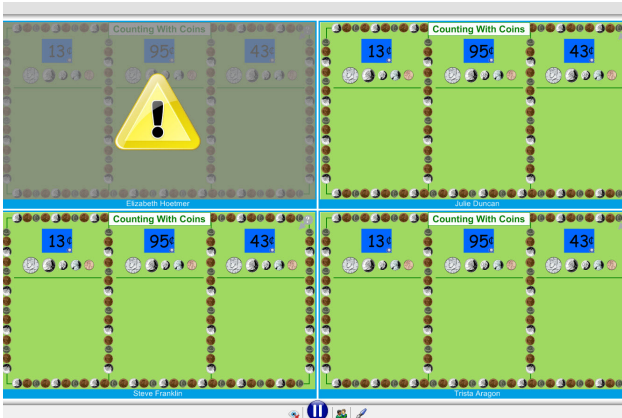 Counting With Coins
13¢ 95¢ 43¢
Elizabeth Hoetmer
Counting With Coins
13¢ 95¢ 43¢
Julie Duncan
Counting With Coins
13¢ 95¢ 43¢
Steve Franklin
Counting With Coins
13¢ 95¢ 43¢
Trista Aragon